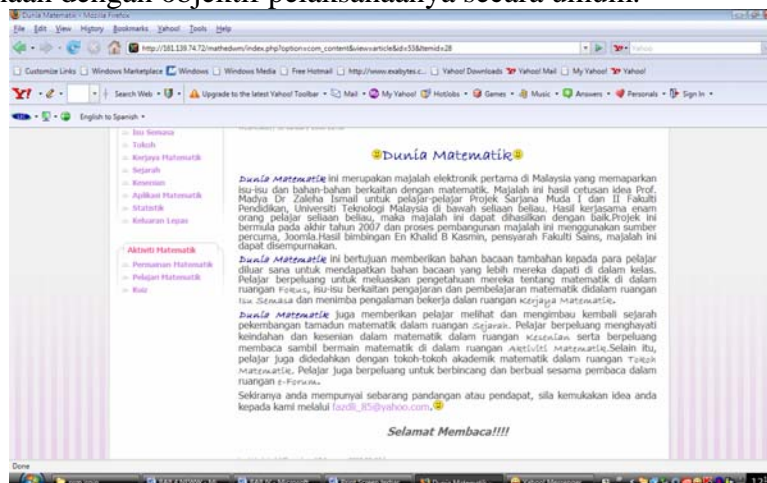 dengan objektif pelaksanaanya secara umum.
Dunia Matematik - Mozilla Firefox
File Edit View History Bookmarks Yahoo! Tools Help
Customize Links Windows Marketplace Windows Windows Media Free Hotmail http://www.exabytes.c... Yahoo! Downloads Yahoo! Mail My Yahoo! Yahoo!
Search Web Upgrade to the latest Yahoo! Toolbar Mail My Yahoo! HotJobs Games Music Answers Personals Sign In
English to Spanish
Isu Semasa
Tokoh
Kerjaya Matematik
Sejarah
Kesenian
Aplikasi Matematik
Statistik
Keluaran Lepas
Aktiviti Matematik
Permainan Matematik
Pelajari Matematik
Kuiz
Dunia Matematik
Dunia Matematik ini merupakan majalah elektronik pertama di Malaysia yang memaparkan
isu-isu dan bahan-bahan berkaitan dengan matematik. Majalah ini hasil cetusan idea Prof.
Madya Dr Zaleha Ismail untuk pelajar-pelajar Projek Sarjana Muda I dan II Fakulti
Pendidikan, Universiti Teknologi Malaysia di bawah seliaan beliau. Hasil kerjasama enam
orang pelajar seliaan beliau, maka majalah ini dapat dihasilkan dengan baik.Projek ini
bermula pada akhir tahun 2007 dan proses pembangunan majalah ini menggunakan sumber
percuma, Joomla.Hasil bimbingan En Khalid B Kasmin, pensyarah Fakulti Sains, majalah ini
dapat disempurnakan.
Dunia Matematik ini bertujuan memberikan bahan bacaan tambahan kepada para pelajar
diluar sana untuk mendapatkan bahan bacaan yang lebih mereka dapati di dalam kelas.
Pelajar berpeluang untuk meluaskan pengetahuan mereka tentang matematik di dalam
ruangan Fokus, isu-isu berkaitan pengajaran dan pembelajaran matematik didalam ruangan
Isu Semasa dan menimba pengalaman bekerja dalan ruangan Kerjaya Matematik.
Dunia Matematik juga memberikan pelajar melihat dan mengimbau kembali sejarah
pekembangan tamadun matematik dalam ruangan Sejarah. Pelajar berpeluang menghayati
keindahan dan kesenian dalam matematik dalam ruangan Kesenian serta berpeluang
membaca sambil bermain matematik di dalam ruangan Aktiviti Matematik.Selain itu,
pelajar juga didedahkan dengan tokoh-tokoh akademik matematik dalam ruangan Tokoh
Matematik. Pelajar juga berpeluang untuk berbincang dan berbual sesama pembaca dalam
ruangan e-Forum.
Sekiranya anda mempunyai sebarang pandangan atau pendapat, sila kemukakan idea anda
kepada kami melalui fazdli_85@yahoo.com.
Selamat Membaca!!!!
Done